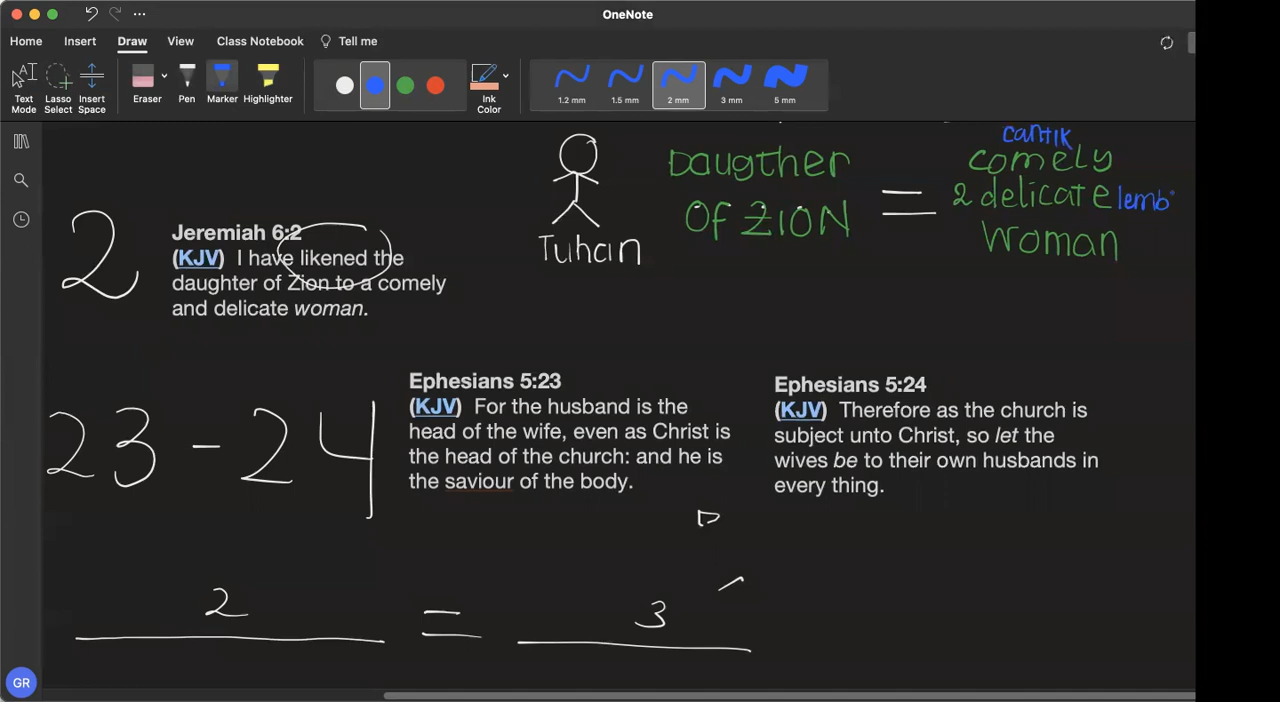 OneNote
Home Insert Draw View Class Notebook Tell me
Text Mode
Lasso Select
Insert Space
Eraser
Pen
Marker
Highlighter
Ink Color
1.2 mm
1.5 mm
2 mm
3 mm
5 mm
cantik
Daugther
Of ZION
=
comely
2 delicate lemb
woman
Tuhan
2
Jeremiah 6:2
(KJV) I have likened the
daughter of Zion to a comely
and delicate woman.
23 - 24
Ephesians 5:23
(KJV) For the husband is the
head of the wife, even as Christ is
the head of the church: and he is
the saviour of the body.
Ephesians 5:24
(KJV) Therefore as the church is
subject unto Christ, so let the
wives be to their own husbands in
every thing.
2 = 3
GR